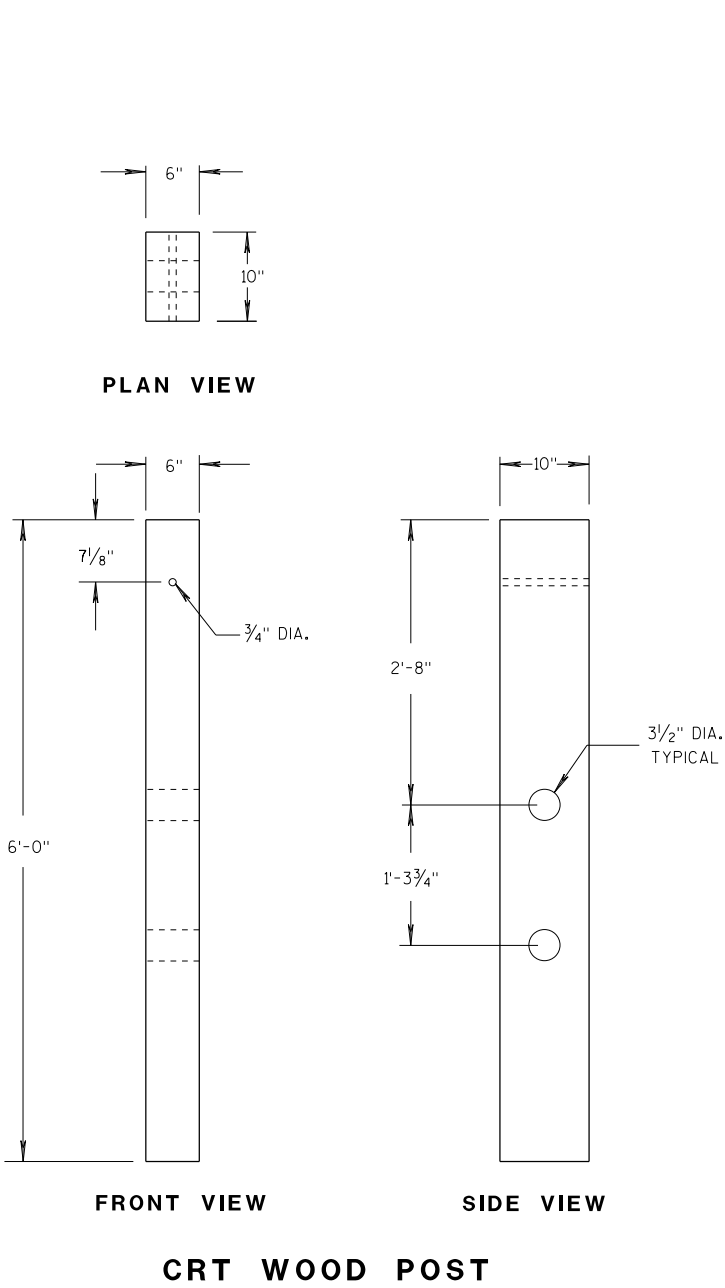 6"
10"
PLAN VIEW
6"
10"
7 1/8"
3/4" DIA.
2'-8"
3 1/2" DIA.
TYPICAL
6'-0"
1'-3 3/4"
FRONT VIEW
SIDE VIEW
CRT WOOD POST